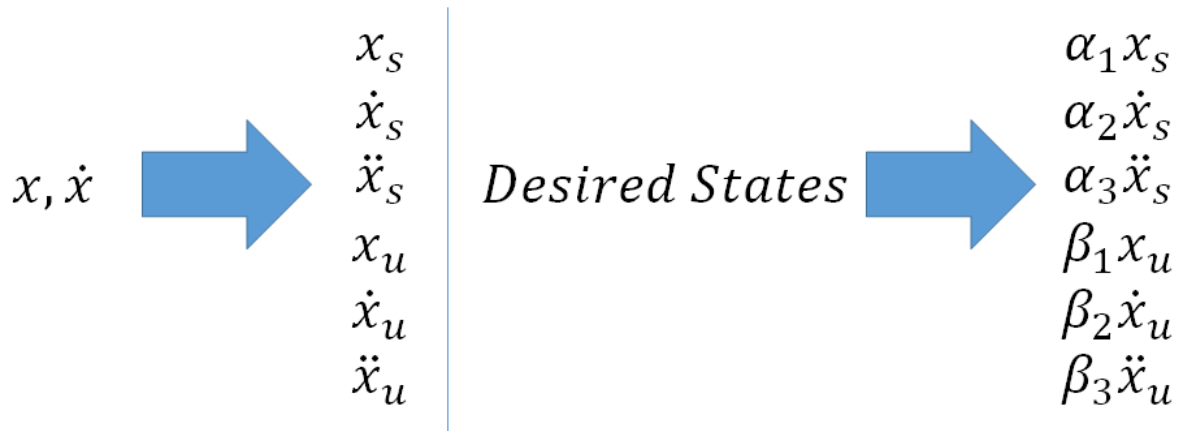 x, ẋ
xₛ
ẋₛ
ẍₛ
xᵤ
ẋᵤ
ẍᵤ
Desired States
α₁xₛ
α₂ẋₛ
α₃ẍₛ
β₁xᵤ
β₂ẋᵤ
β₃ẍᵤ